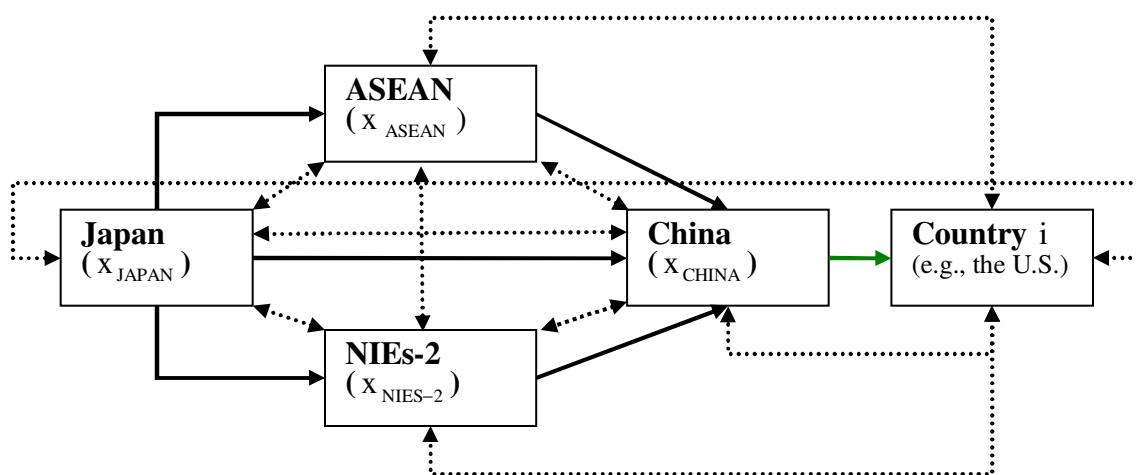 ASEAN
( x ASEAN )
Japan
( x JAPAN )
China
( x CHINA )
Country i
(e.g., the U.S.)
NIEs-2
( x NIES−2 )